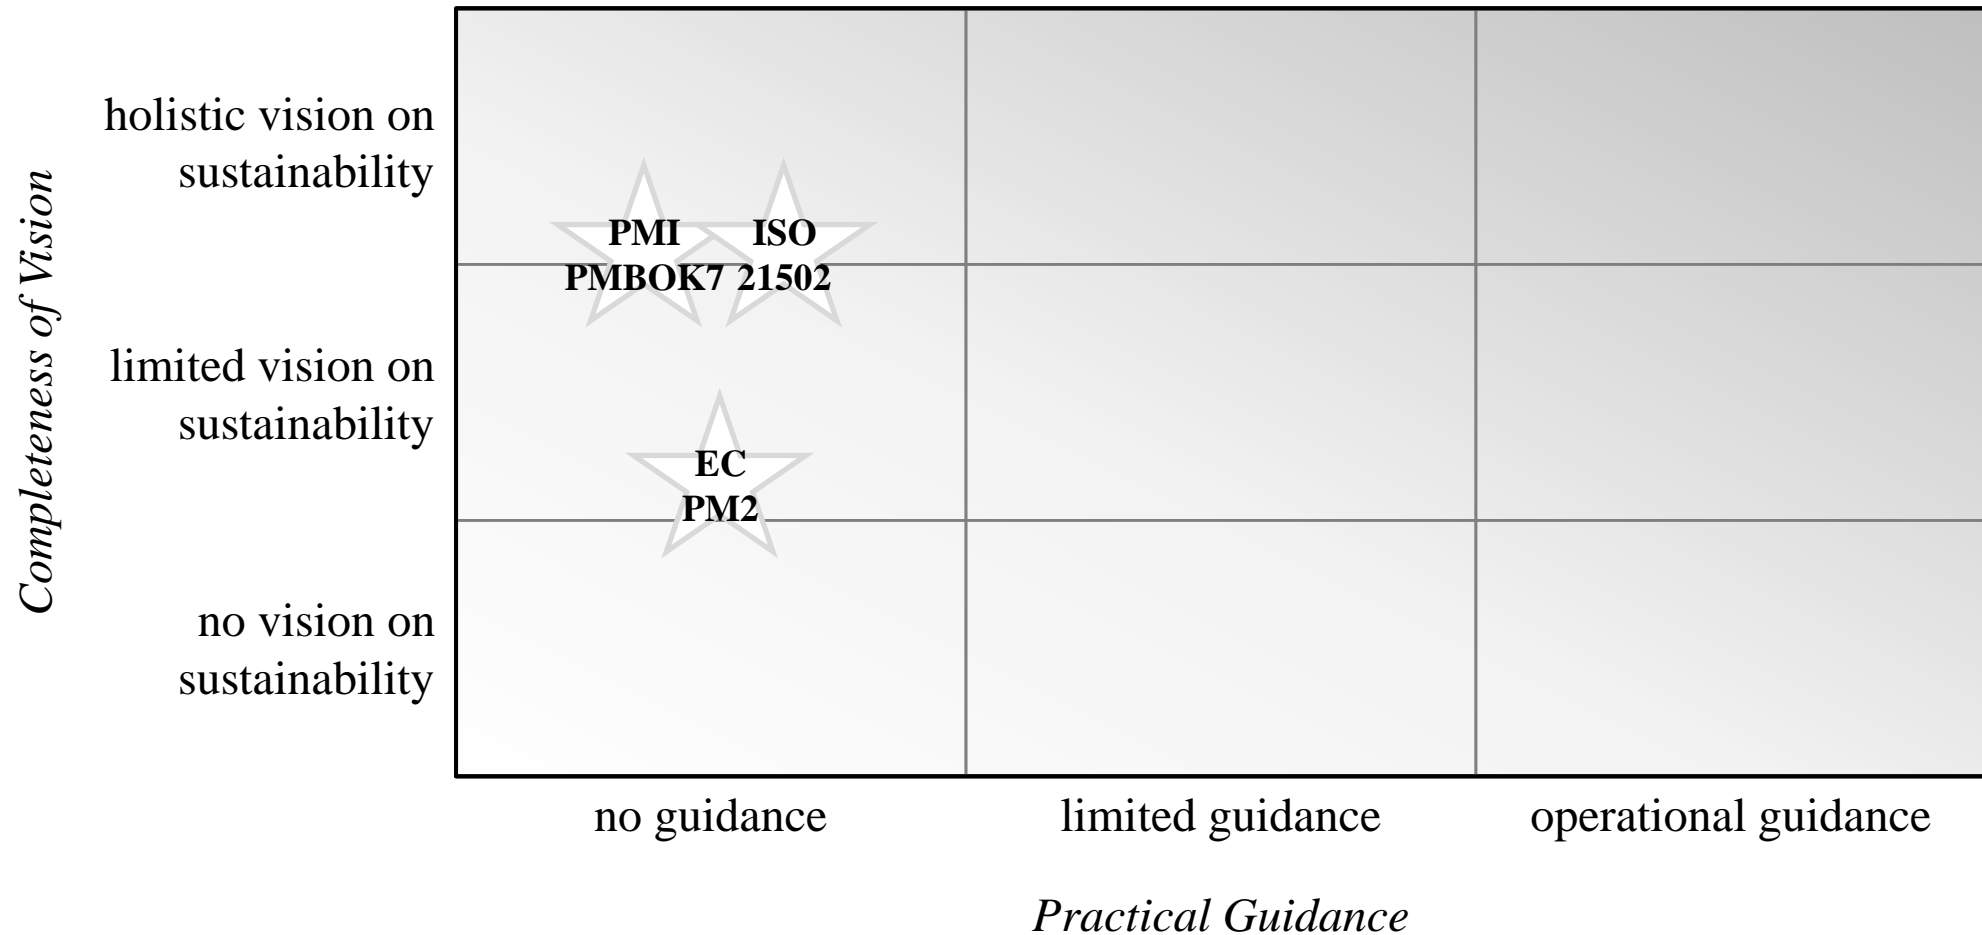 Completeness of Vision
holistic vision on
sustainability
limited vision on
sustainability
no vision on
sustainability
PMI
PMBOK7
ISO
21502
EC
PM2
no guidance
limited guidance
operational guidance
Practical Guidance